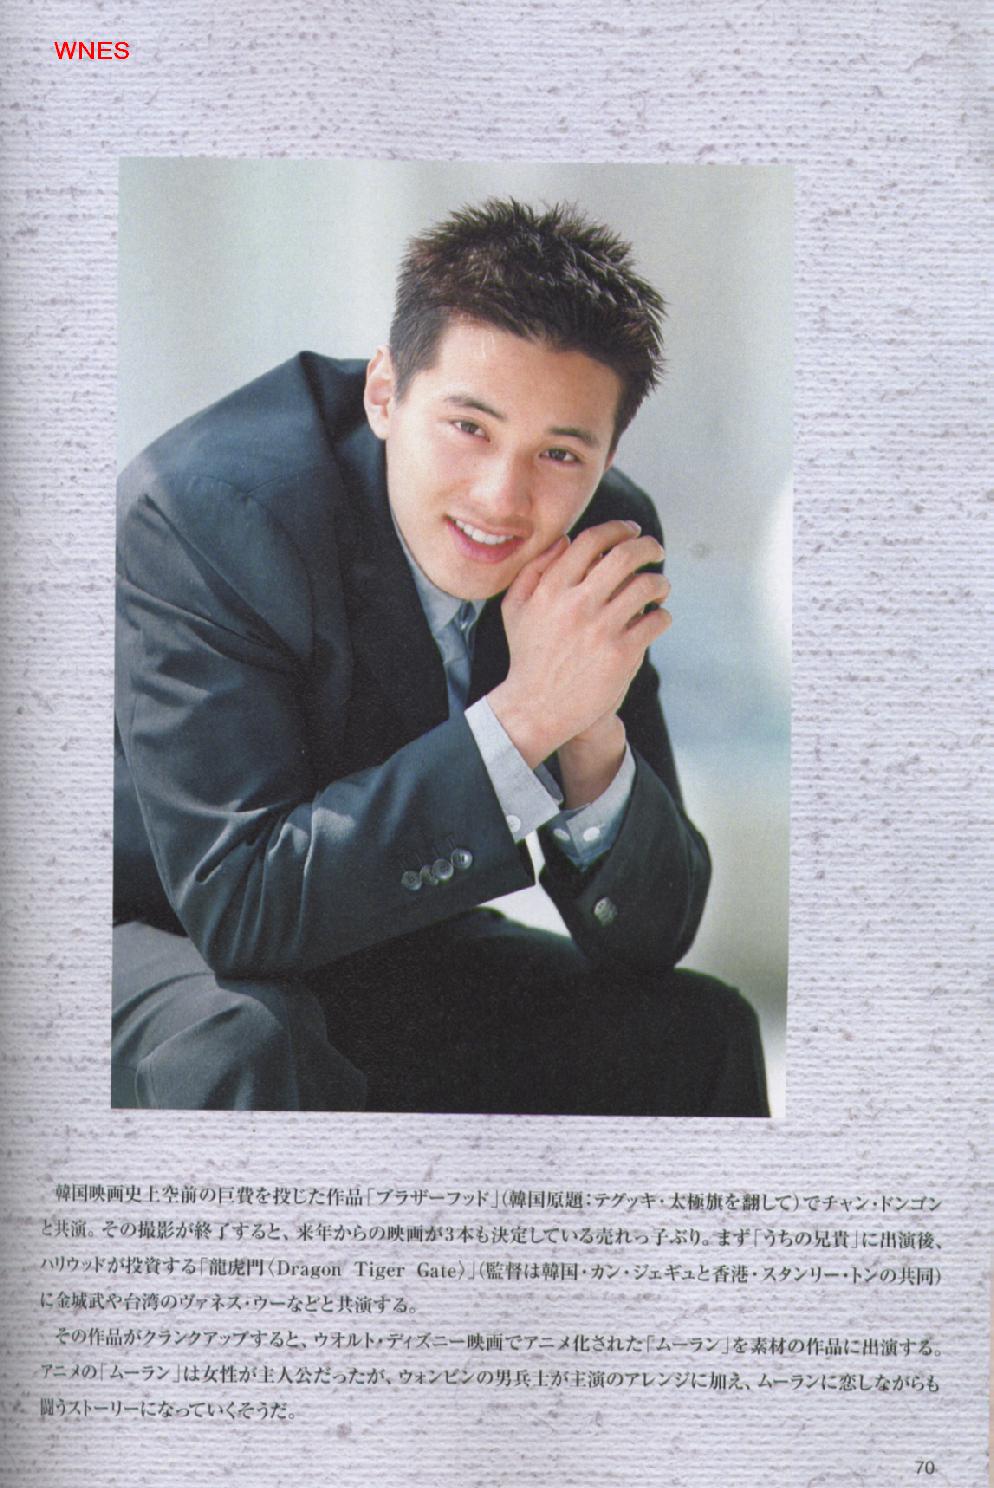 WNES
韓国映画史上空前の巨費を投じた作品「ブラザーフッド」(韓国原題：テグッキ・太極旗を翻して)でチャン・ドンゴン
と共演。その撮影が終了すると、来年からの映画が3本も決定している売れっ子ぶり。まず「うちの兄貴」に出演後、
ハリウッドが投資する「龍虎門〈Dragon Tiger Gate〉」(監督は韓国・カン・ジェギュと香港・スタンリー・トンの共同)
に金城武や台湾のヴァネス・ウーなどと共演する。
その作品がクランクアップすると、ウオルト・ディズニー映画でアニメ化された「ムーラン」を素材の作品に出演する。
アニメの「ムーラン」は女性が主人公だったが、ウォンビンの男兵士が主演のアレンジに加え、ムーランに恋しながらも
闘うストーリーになっていくそうだ。
70